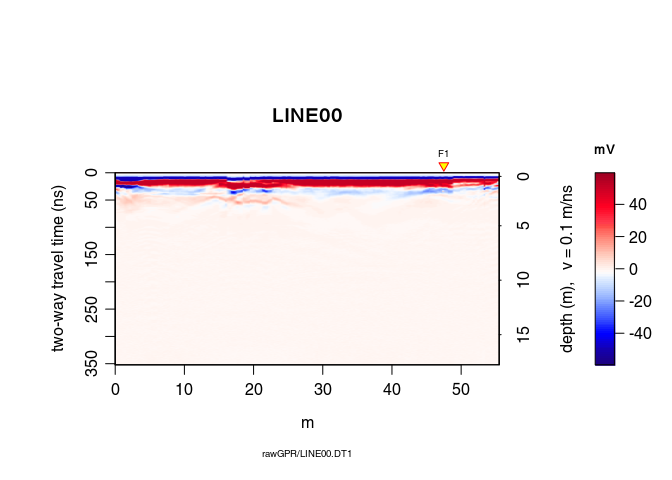 LINE00
F1
mV
0
50
150
250
350
two-way travel time (ns)
0
10
20
30
40
50
m
0
5
10
15
depth (m),   v = 0.1 m/ns
40
20
0
-20
-40
rawGPR/LINE00.DT1